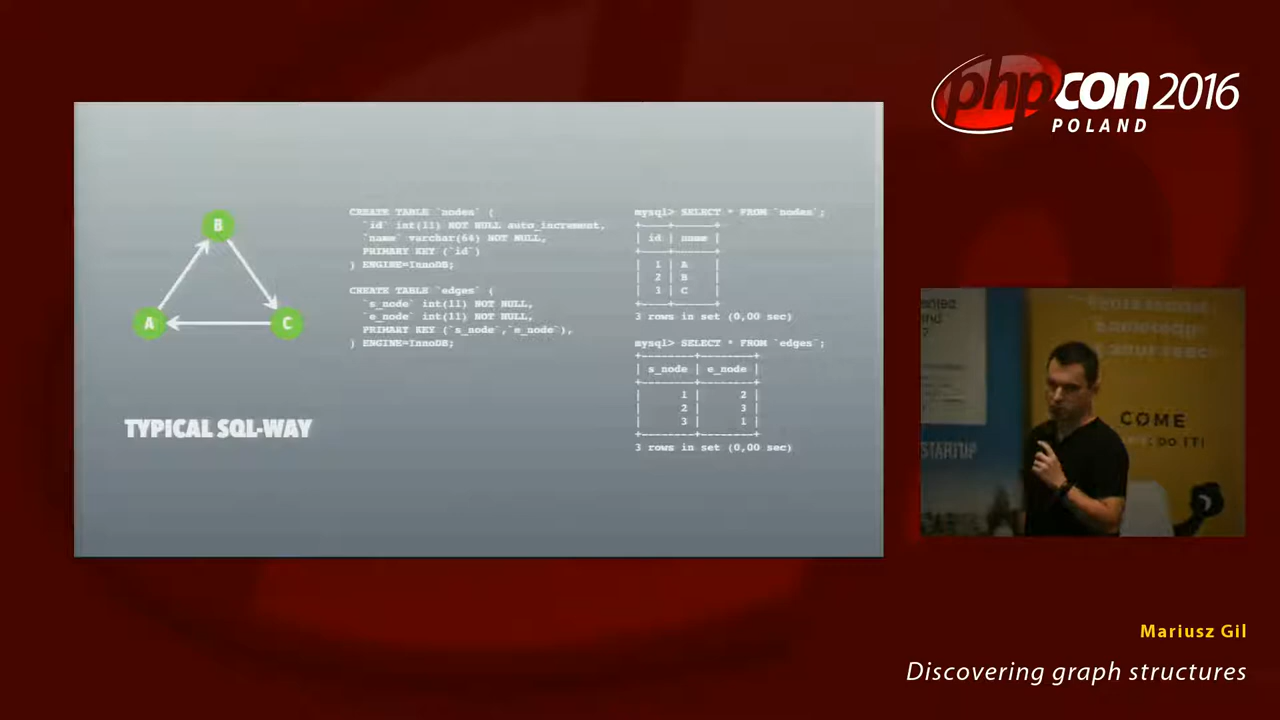 phpcon 2016
POLAND
B
A
C
TYPICAL SQL-WAY
CREATE TABLE `nodes` (
`id` int(11) NOT NULL auto_increment,
`name` varchar(64) NOT NULL,
PRIMARY KEY (`id`)
) ENGINE=InnoDB;
CREATE TABLE `edges` (
`s_node` int(11) NOT NULL,
`e_node` int(11) NOT NULL,
PRIMARY KEY (`s_node`,`e_node`),
) ENGINE=InnoDB;
mysql> SELECT * FROM `nodes`;
+----+------+
| id | name |
+----+------+
| 1 | A |
| 2 | B |
| 3 | C |
+----+------+
3 rows in set (0,00 sec)
mysql> SELECT * FROM `edges`;
+--------+--------+
| s_node | e_node |
+--------+--------+
| 1 | 2 |
| 2 | 3 |
| 3 | 1 |
+--------+--------+
3 rows in set (0,00 sec)
COME
DO IT!
STARTUP
Mariusz Gil
Discovering graph structures